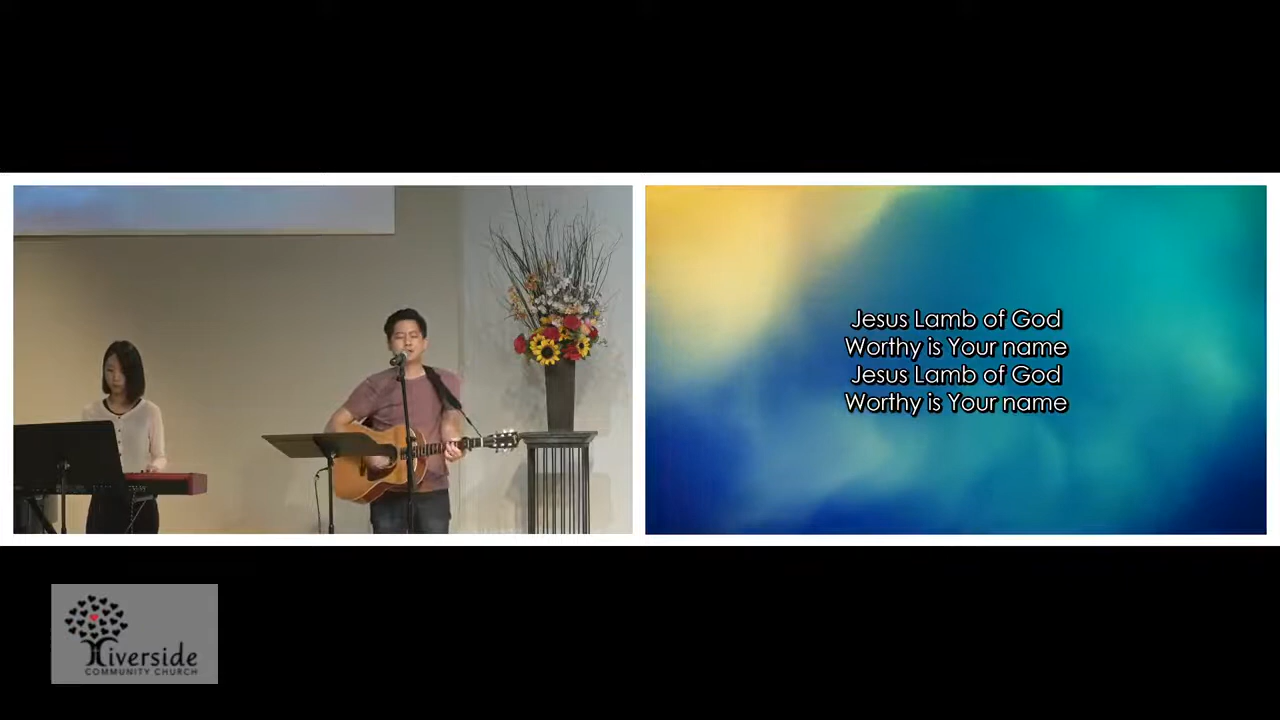 Jesus Lamb of God
Worthy is Your name
Jesus Lamb of God
Worthy is Your name
Riverside
COMMUNITY CHURCH